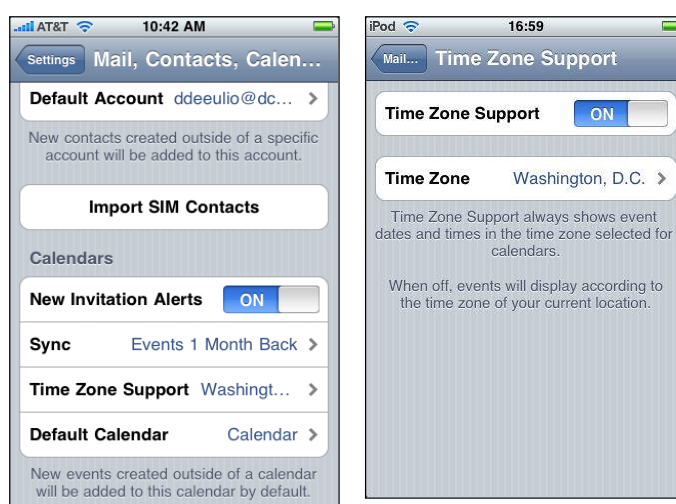 AT&T 10:42 AM
Settings Mail, Contacts, Calen...
Default Account ddeeulio@dc... >
New contacts created outside of a specific
account will be added to this account.
Import SIM Contacts
Calendars
New Invitation Alerts ON
Sync Events 1 Month Back >
Time Zone Support Washingt... >
Default Calendar Calendar >
New events created outside of a calendar
will be added to this calendar by default.
iPod 16:59
Mail... Time Zone Support
Time Zone Support ON
Time Zone Washington, D.C. >
Time Zone Support always shows event
dates and times in the time zone selected for
calendars.
When off, events will display according to
the time zone of your current location.